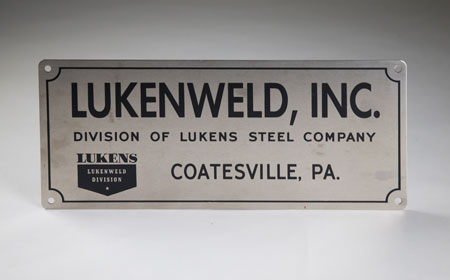 LUKENWELD, INC.
DIVISION OF LUKENS STEEL COMPANY
LUKENS
LUKENWELD
DIVISION
COATESVILLE, PA.